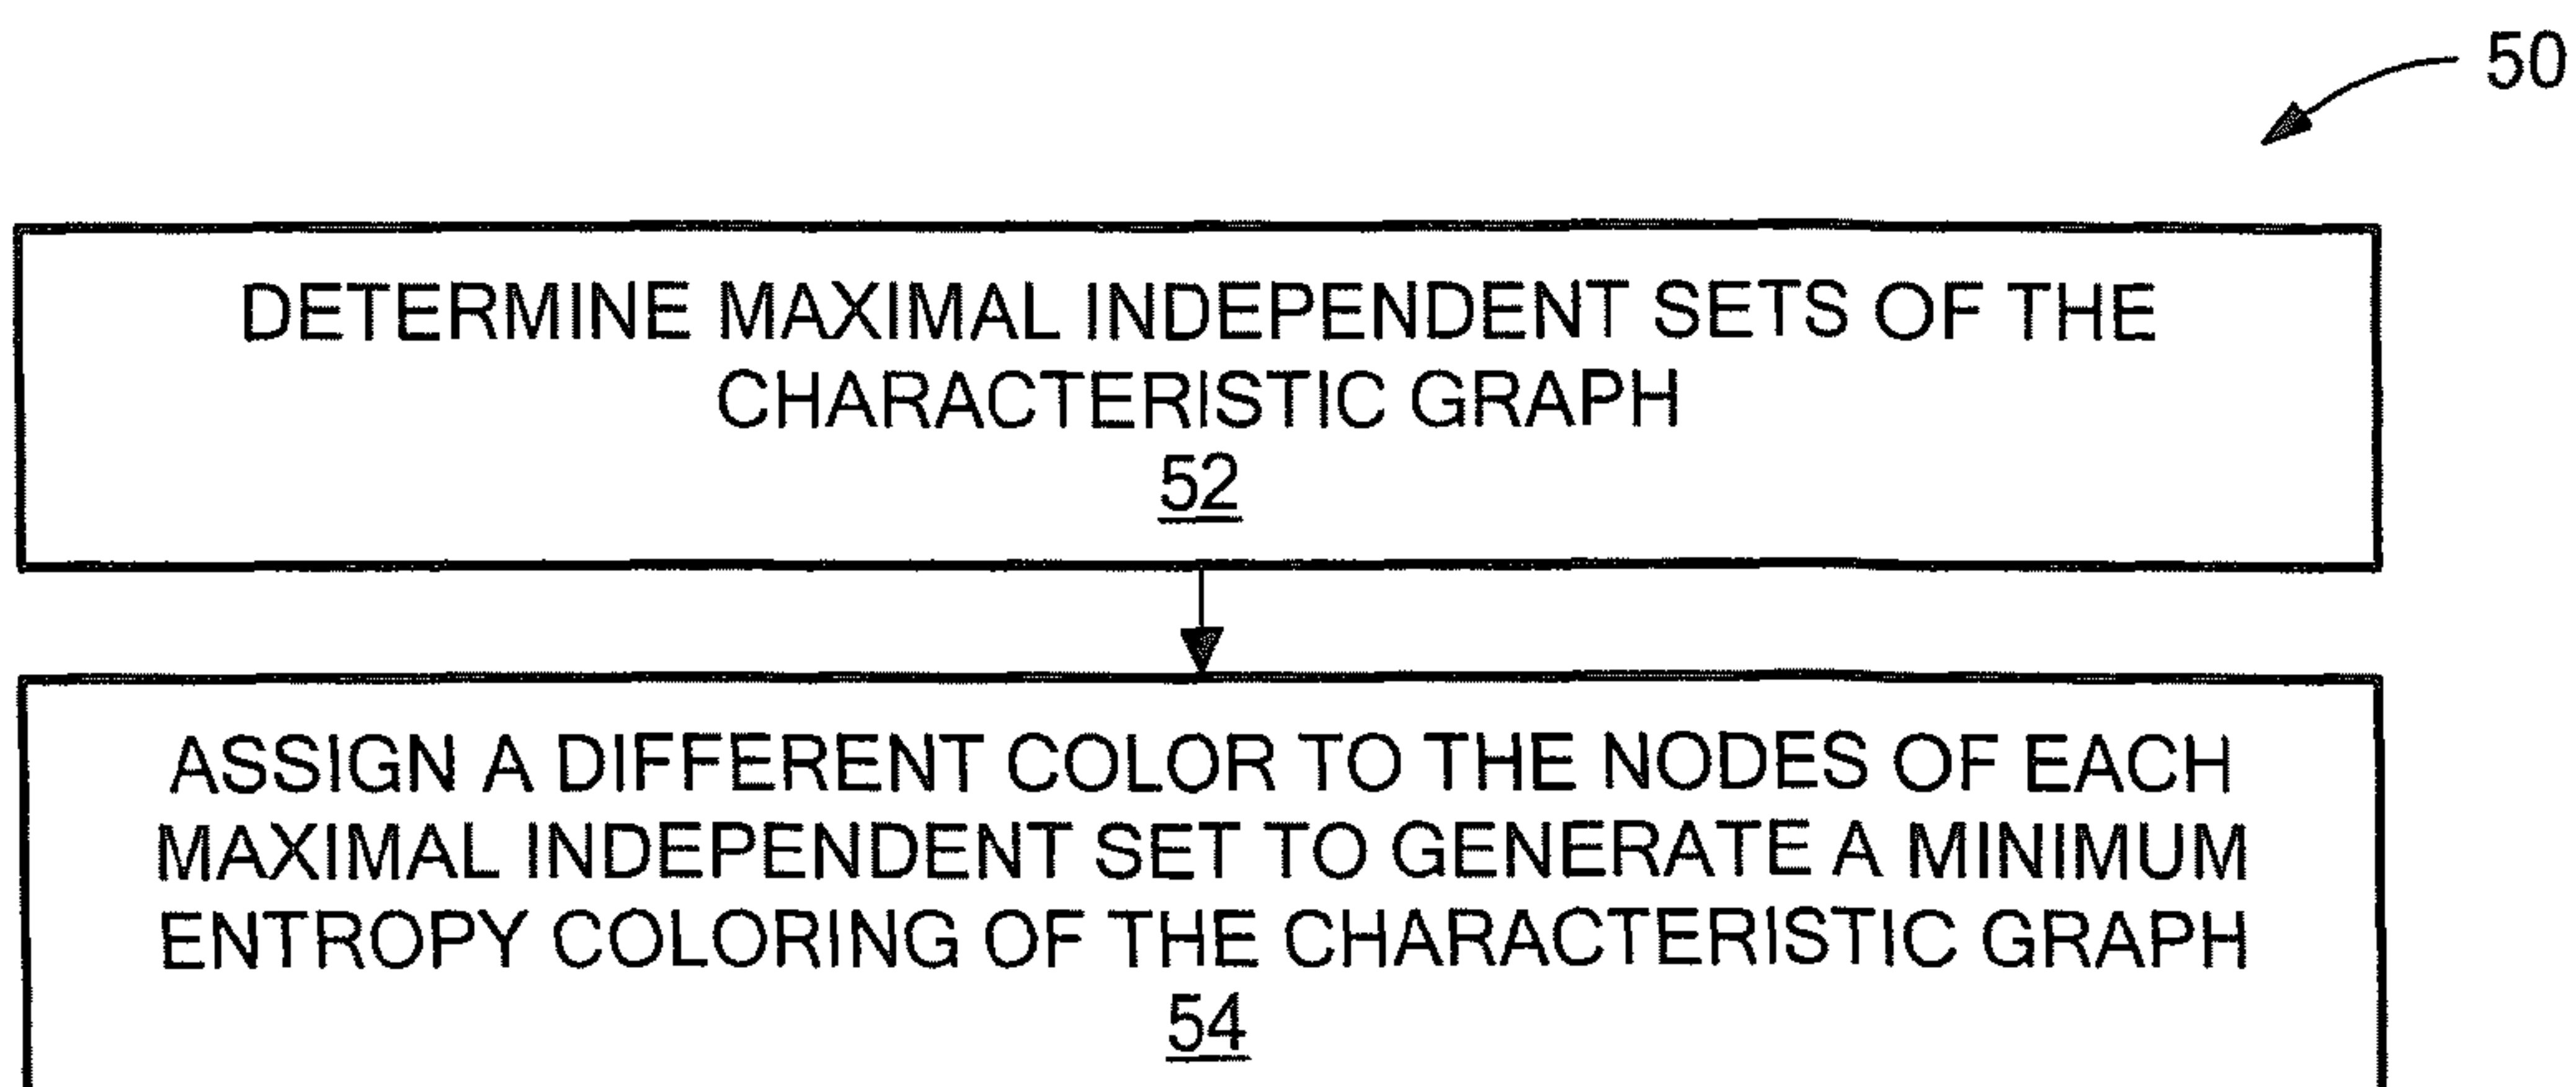 50
DETERMINE MAXIMAL INDEPENDENT SETS OF THE
CHARACTERISTIC GRAPH
52
ASSIGN A DIFFERENT COLOR TO THE NODES OF EACH
MAXIMAL INDEPENDENT SET TO GENERATE A MINIMUM
ENTROPY COLORING OF THE CHARACTERISTIC GRAPH
54